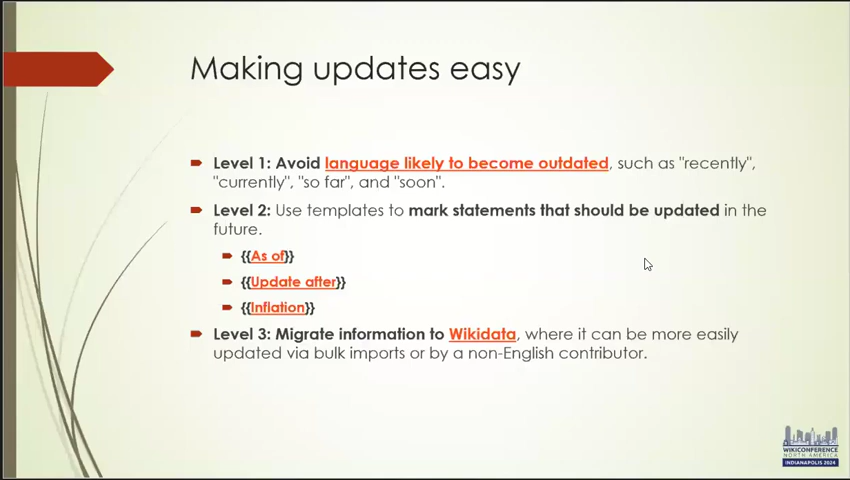 Making updates easy
Level 1: Avoid language likely to become outdated, such as "recently",
"currently", "so far", and "soon".
Level 2: Use templates to mark statements that should be updated in the
future.
{{As of}}
{{Update after}}
{{Inflation}}
Level 3: Migrate information to Wikidata, where it can be more easily
updated via bulk imports or by a non-English contributor.
WIKICONFERENCE
NORTH AMERICA
INDIANAPOLIS 2024